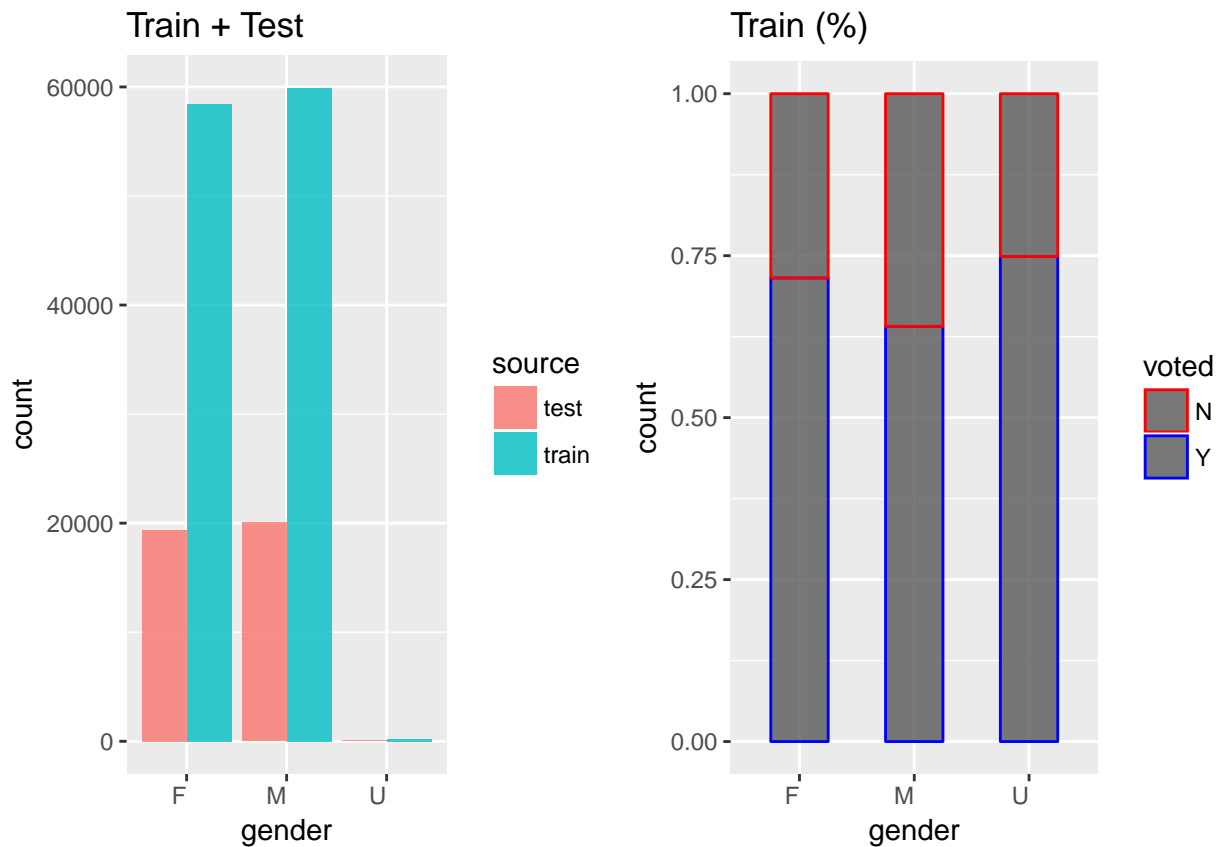 Train + Test
60000
40000
20000
0
count
F M U
gender
source
test
train
Train (%)
1.00
0.75
0.50
0.25
0.00
count
F M U
gender
voted
N
Y